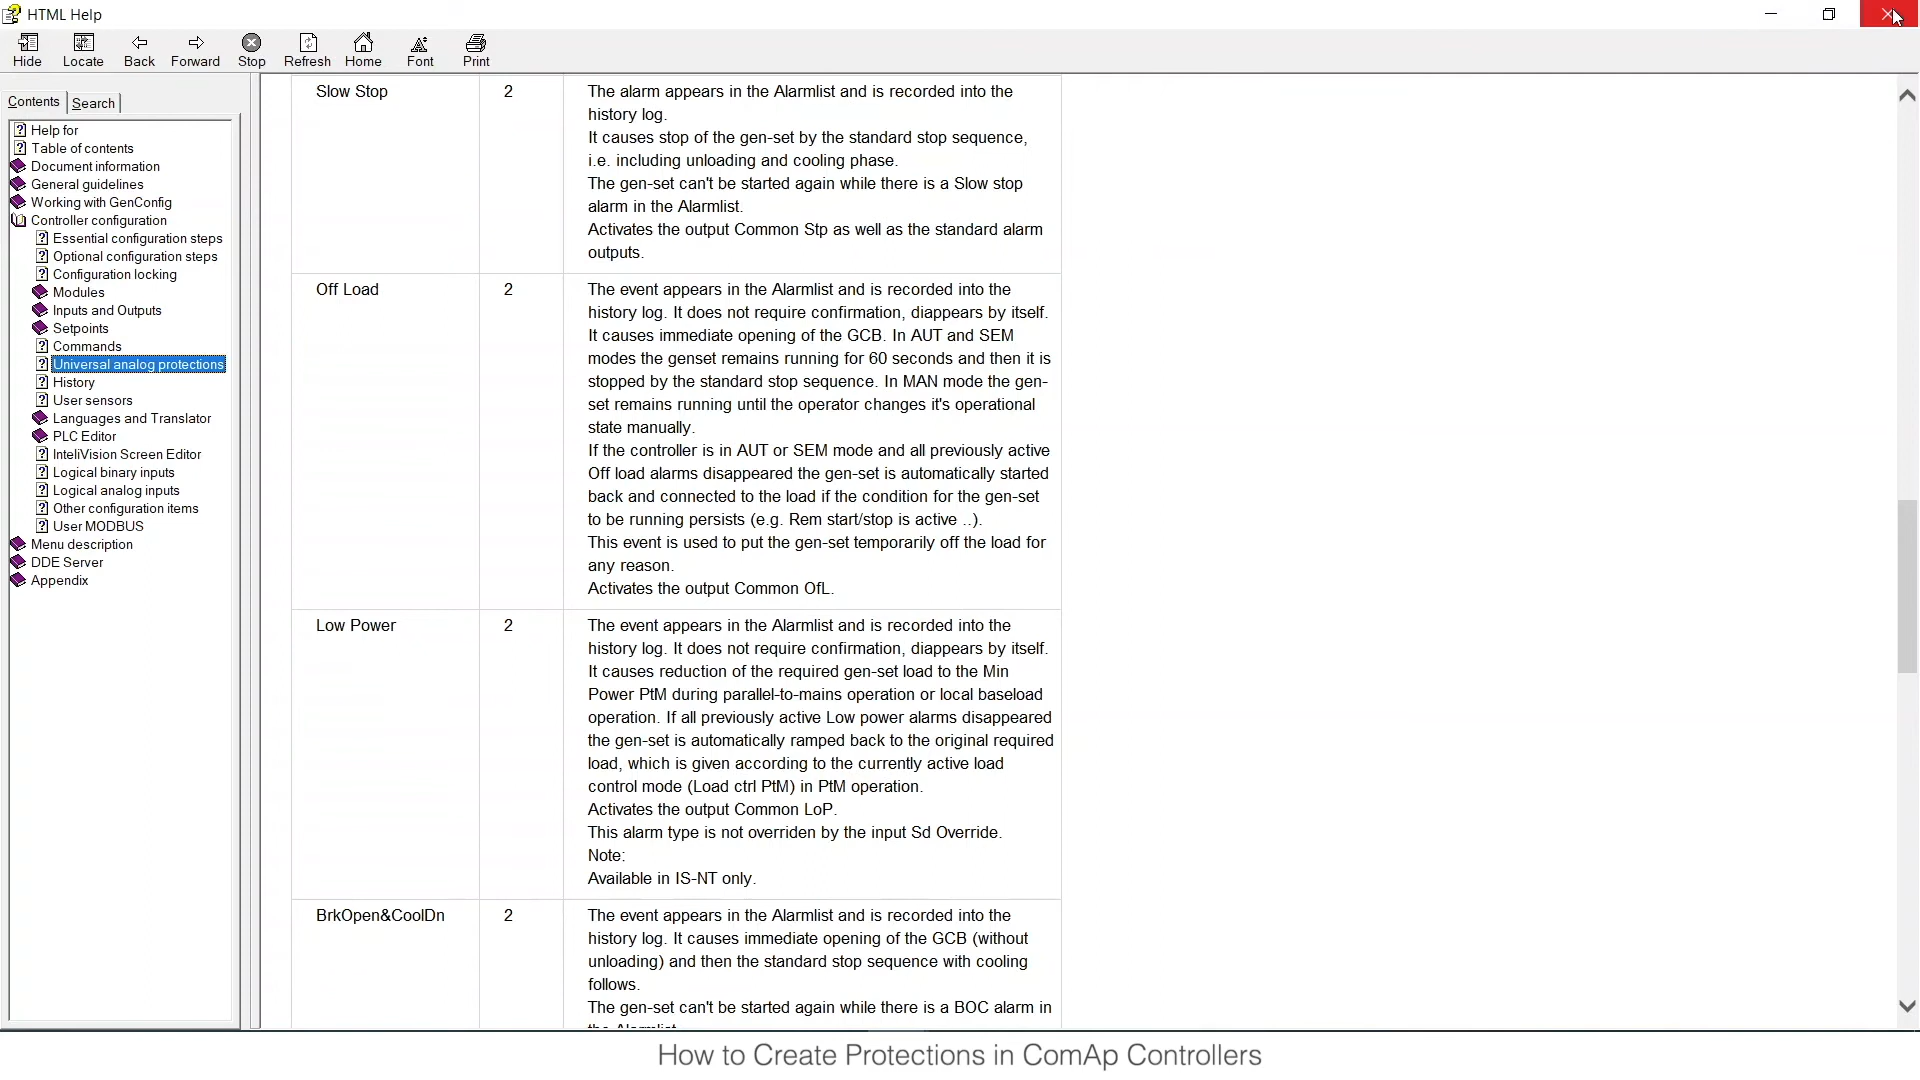 HTML Help
Hide
Locate
Back
Forward
Stop
Refresh
Home
Font
Print
Contents
Search
Help for
Table of contents
Document information
General guidelines
Working with GenConfig
Controller configuration
Essential configuration steps
Optional configuration steps
Configuration locking
Modules
Inputs and Outputs
Setpoints
Commands
Universal analog protections
History
User sensors
Languages and Translator
PLC Editor
InteliVision Screen Editor
Logical binary inputs
Logical analog inputs
Other configuration items
User MODBUS
Menu description
DDE Server
Appendix
Slow Stop
2
The alarm appears in the Alarmlist and is recorded into the
history log.
It causes stop of the gen-set by the standard stop sequence,
i.e. including unloading and cooling phase.
The gen-set can't be started again while there is a Slow stop
alarm in the Alarmlist.
Activates the output Common Stp as well as the standard alarm
outputs.
Off Load
2
The event appears in the Alarmlist and is recorded into the
history log. It does not require confirmation, diappears by itself.
It causes immediate opening of the GCB. In AUT and SEM
modes the genset remains running for 60 seconds and then it is
stopped by the standard stop sequence. In MAN mode the gen-
set remains running until the operator changes it's operational
state manually.
If the controller is in AUT or SEM mode and all previously active
Off load alarms disappeared the gen-set is automatically started
back and connected to the load if the condition for the gen-set
to be running persists (e.g. Rem start/stop is active ..).
This event is used to put the gen-set temporarily off the load for
any reason.
Activates the output Common OfL.
Low Power
2
The event appears in the Alarmlist and is recorded into the
history log. It does not require confirmation, diappears by itself.
It causes reduction of the required gen-set load to the Min
Power PtM during parallel-to-mains operation or local baseload
operation. If all previously active Low power alarms disappeared
the gen-set is automatically ramped back to the original required
load, which is given according to the currently active load
control mode (Load ctrl PtM) in PtM operation.
Activates the output Common LoP.
This alarm type is not overriden by the input Sd Override.
Note:
Available in IS-NT only.
BrkOpen&CoolDn
2
The event appears in the Alarmlist and is recorded into the
history log. It causes immediate opening of the GCB (without
unloading) and then the standard stop sequence with cooling
follows.
The gen-set can't be started again while there is a BOC alarm in
the Alarmlist.
How to Create Protections in ComAp Controllers